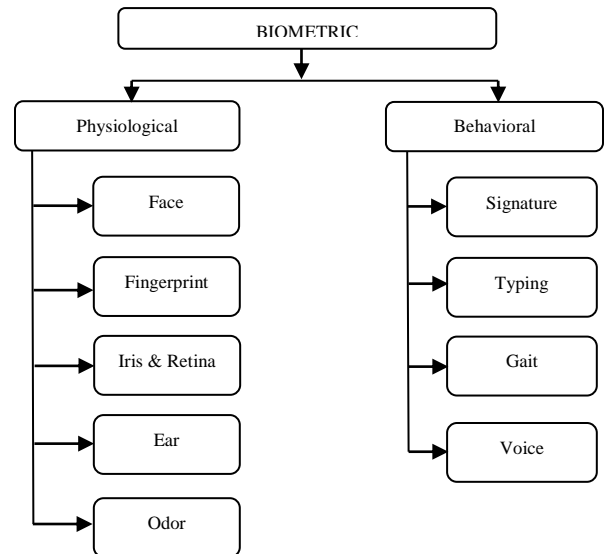 BIOMETRIC
Physiological
Behavioral
Face
Signature
Fingerprint
Typing
Iris & Retina
Gait
Ear
Voice
Odor